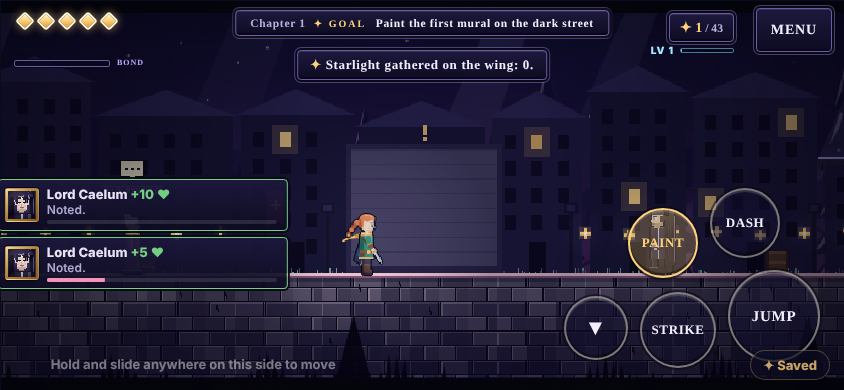 Chapter 1 ✦ GOAL Paint the first mural on the dark street
✦ 1 / 43
MENU
LV 1
BOND
✦ Starlight gathered on the wing: 0.
!
Lord Caelum +10 ♥
Noted.
Lord Caelum +5 ♥
Noted.
PAINT
DASH
▼
STRIKE
JUMP
Hold and slide anywhere on this side to move
✦ Saved